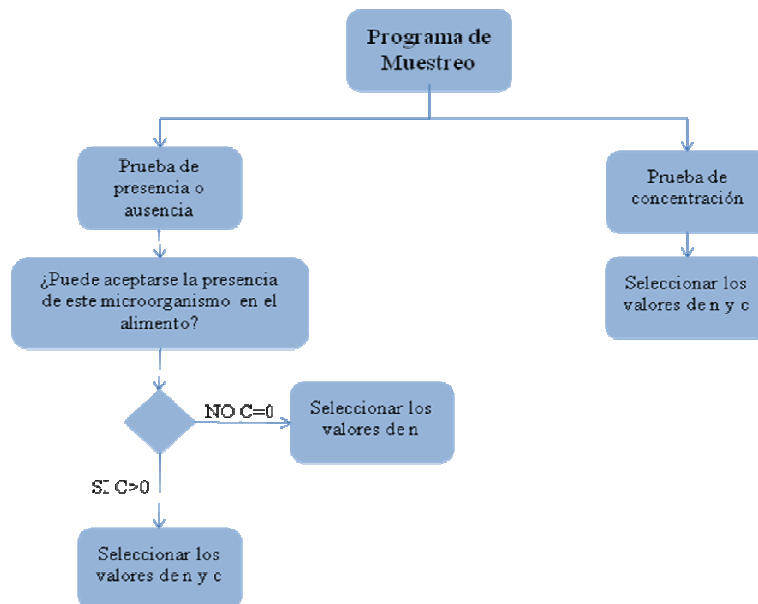 Programa de
Muestreo
Prueba de
presencia o
ausencia
Prueba de
concentración
¿Puede aceptarse la presencia
de este microorganismo en el
alimento?
Seleccionar los
valores de n y c
NO C=0
Seleccionar los
valores de n
SI C>0
Seleccionar los
valores de n y c